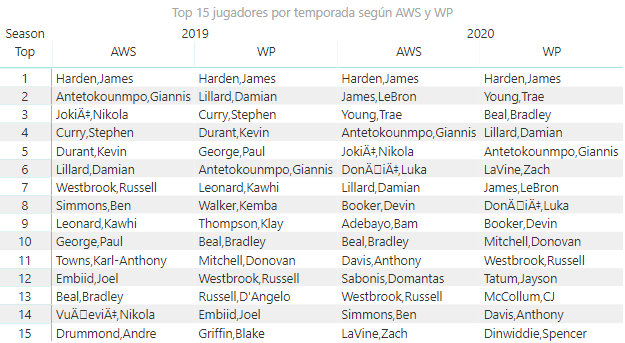 Top 15 jugadores por temporada según AWS y WP
Season 2019 2020
Top AWS WP AWS WP
1 Harden,James Harden,James Harden,James Harden,James
2 Antetokounmpo,Giannis Lillard,Damian James,LeBron Young,Trae
3 JokiÄ‡,Nikola Curry,Stephen Young,Trae Beal,Bradley
4 Curry,Stephen Durant,Kevin Antetokounmpo,Giannis Lillard,Damian
5 Durant,Kevin George,Paul JokiÄ‡,Nikola Antetokounmpo,Giannis
6 Lillard,Damian Antetokounmpo,Giannis DonÄ□iÄ‡,Luka LaVine,Zach
7 Westbrook,Russell Leonard,Kawhi Lillard,Damian James,LeBron
8 Simmons,Ben Walker,Kemba Booker,Devin DonÄ□iÄ‡,Luka
9 Leonard,Kawhi Thompson,Klay Adebayo,Bam Booker,Devin
10 George,Paul Beal,Bradley Beal,Bradley Mitchell,Donovan
11 Towns,Karl-Anthony Mitchell,Donovan Davis,Anthony Westbrook,Russell
12 Embiid,Joel Westbrook,Russell Sabonis,Domantas Tatum,Jayson
13 Beal,Bradley Russell,D'Angelo Westbrook,Russell McCollum,CJ
14 VuÄ□eviÄ‡,Nikola Embiid,Joel Simmons,Ben Davis,Anthony
15 Drummond,Andre Griffin,Blake LaVine,Zach Dinwiddie,Spencer